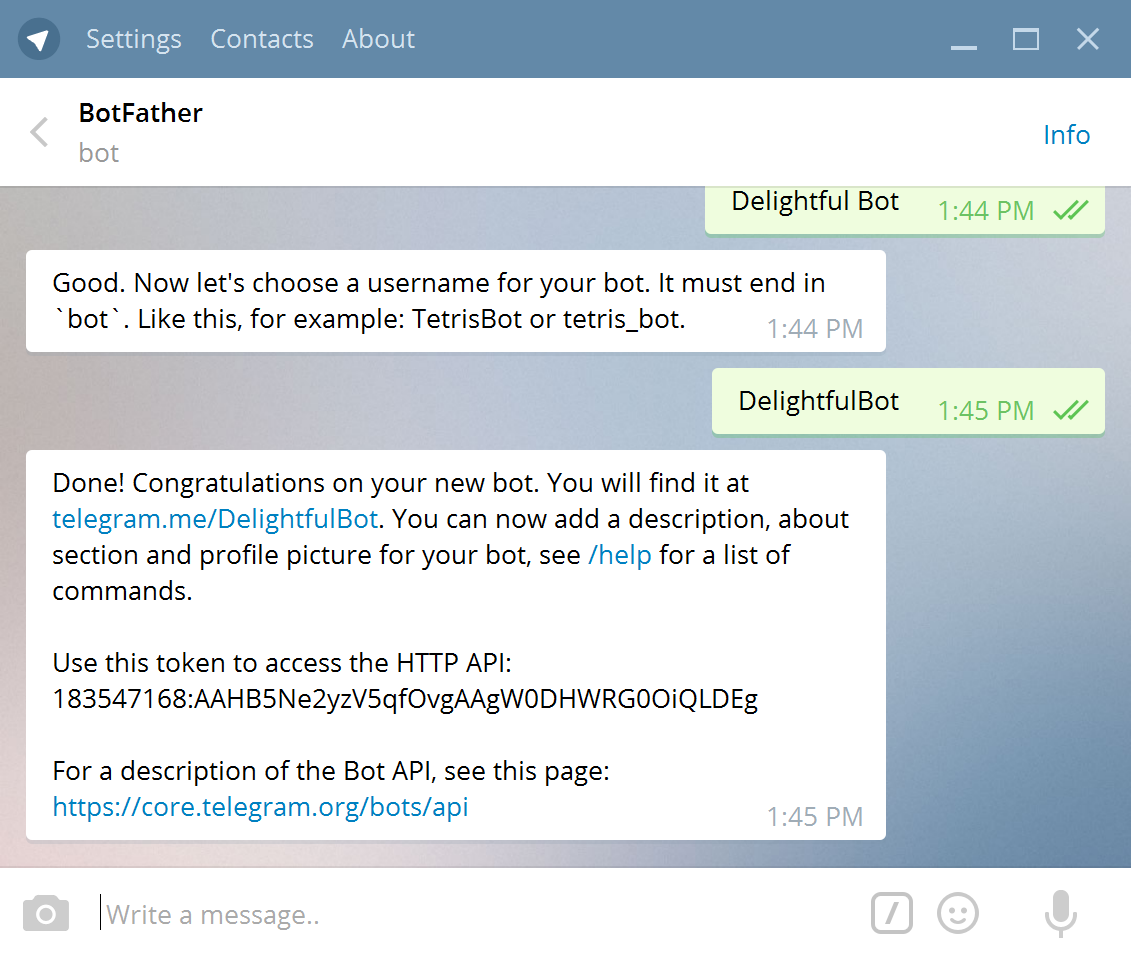 Settings Contacts About
BotFather
bot
Info
Delightful Bot 1:44 PM
Good. Now let's choose a username for your bot. It must end in
`bot`. Like this, for example: TetrisBot or tetris_bot.
1:44 PM
DelightfulBot 1:45 PM
Done! Congratulations on your new bot. You will find it at
telegram.me/DelightfulBot. You can now add a description, about
section and profile picture for your bot, see /help for a list of
commands.
Use this token to access the HTTP API:
183547168:AAHB5Ne2yzV5qfOvgAAgW0DHWRG0OiQLDEg
For a description of the Bot API, see this page:
https://core.telegram.org/bots/api
1:45 PM
Write a message..